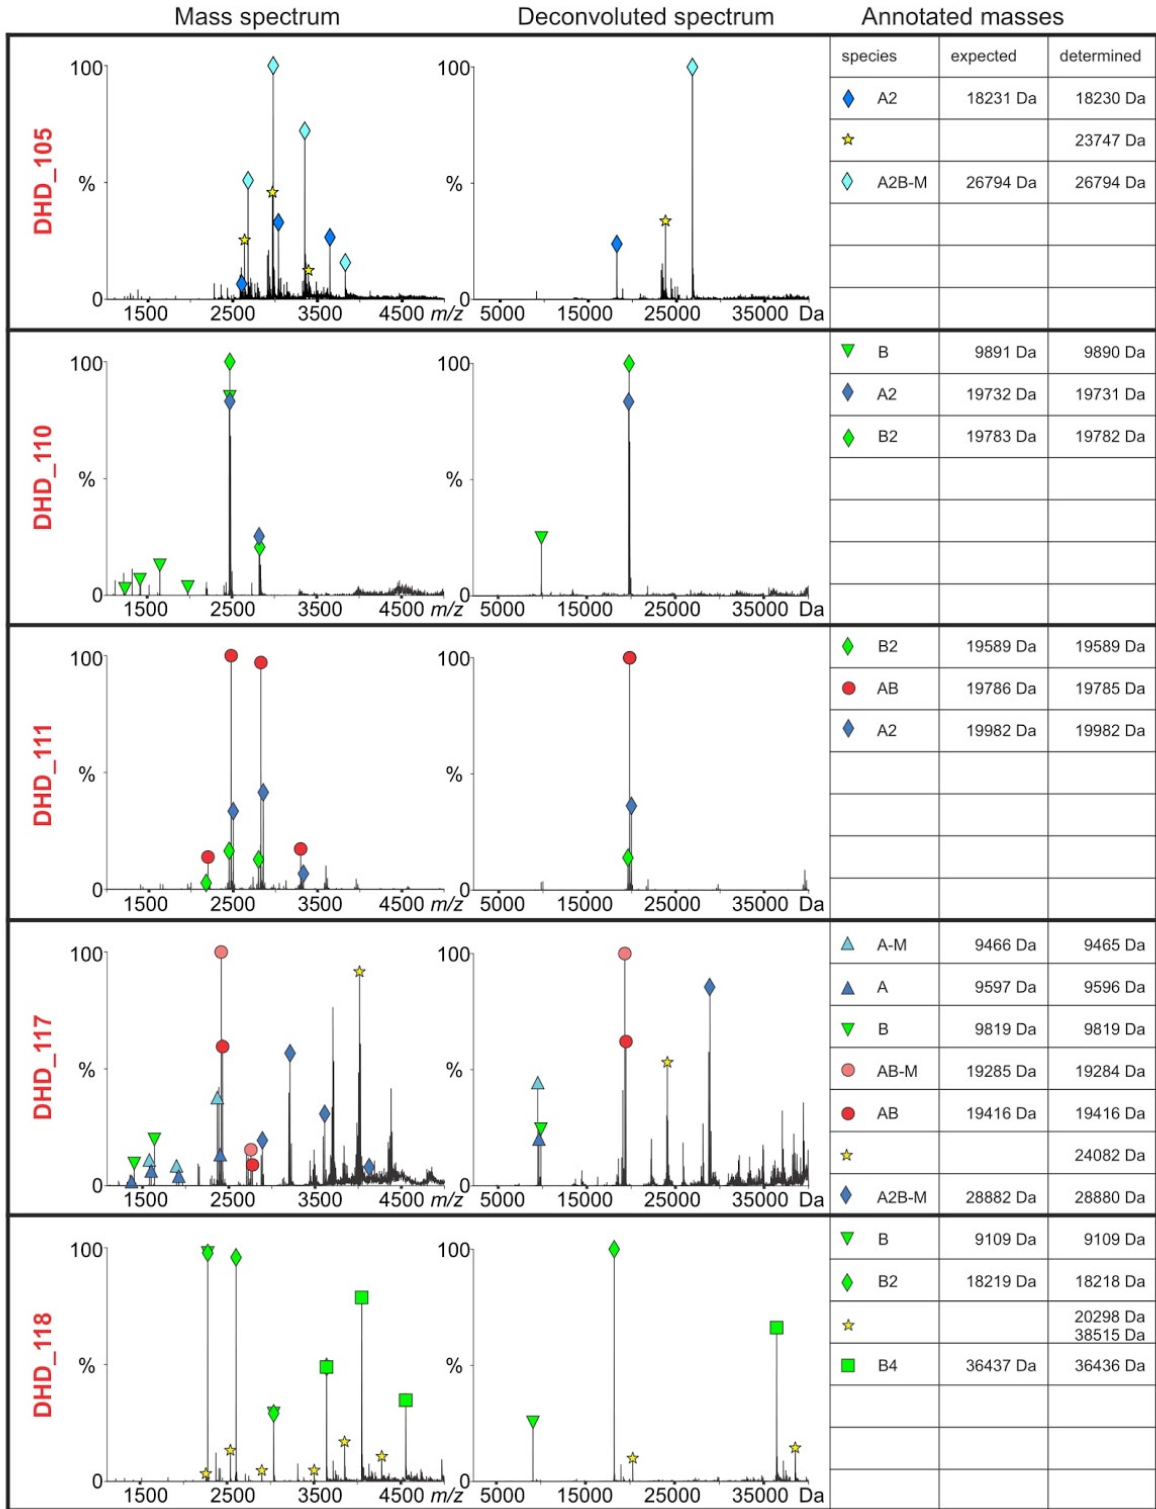 Mass spectrum Deconvoluted spectrum Annotated masses
DHD_105
100
%
0
1500 2500 3500 4500 m/z
100
%
0
5000 15000 25000 35000 Da
species expected determined
A2 18231 Da 18230 Da
23747 Da
A2B-M 26794 Da 26794 Da
DHD_110
100
%
0
1500 2500 3500 4500 m/z
100
%
0
5000 15000 25000 35000 Da
B 9891 Da 9890 Da
A2 19732 Da 19731 Da
B2 19783 Da 19782 Da
DHD_111
100
%
0
1500 2500 3500 4500 m/z
100
%
0
5000 15000 25000 35000 Da
B2 19589 Da 19589 Da
AB 19786 Da 19785 Da
A2 19982 Da 19982 Da
DHD_117
100
%
0
1500 2500 3500 4500 m/z
100
%
0
5000 15000 25000 35000 Da
A-M 9466 Da 9465 Da
A 9597 Da 9596 Da
B 9819 Da 9819 Da
AB-M 19285 Da 19284 Da
AB 19416 Da 19416 Da
24082 Da
A2B-M 28882 Da 28880 Da
DHD_118
100
%
0
1500 2500 3500 4500 m/z
100
%
0
5000 15000 25000 35000 Da
B 9109 Da 9109 Da
B2 18219 Da 18218 Da
20298 Da
38515 Da
B4 36437 Da 36436 Da